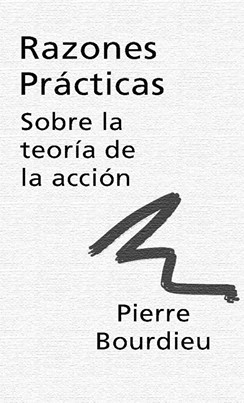 Razones
Prácticas
Sobre la
teoría de
la acción
Pierre
Bourdieu